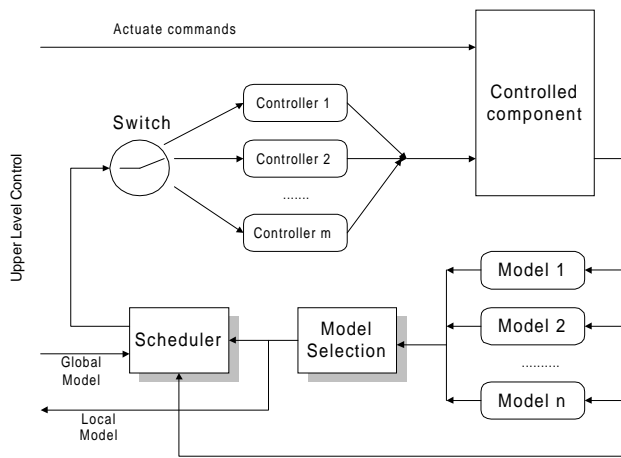 Actuate commands
Controlled
component
Controller 1
Switch
Controller 2
.......
Controller m
Upper Level Control
Model 1
Scheduler
Model
Selection
Model 2
..........
Model n
Global
Model
Local
Model